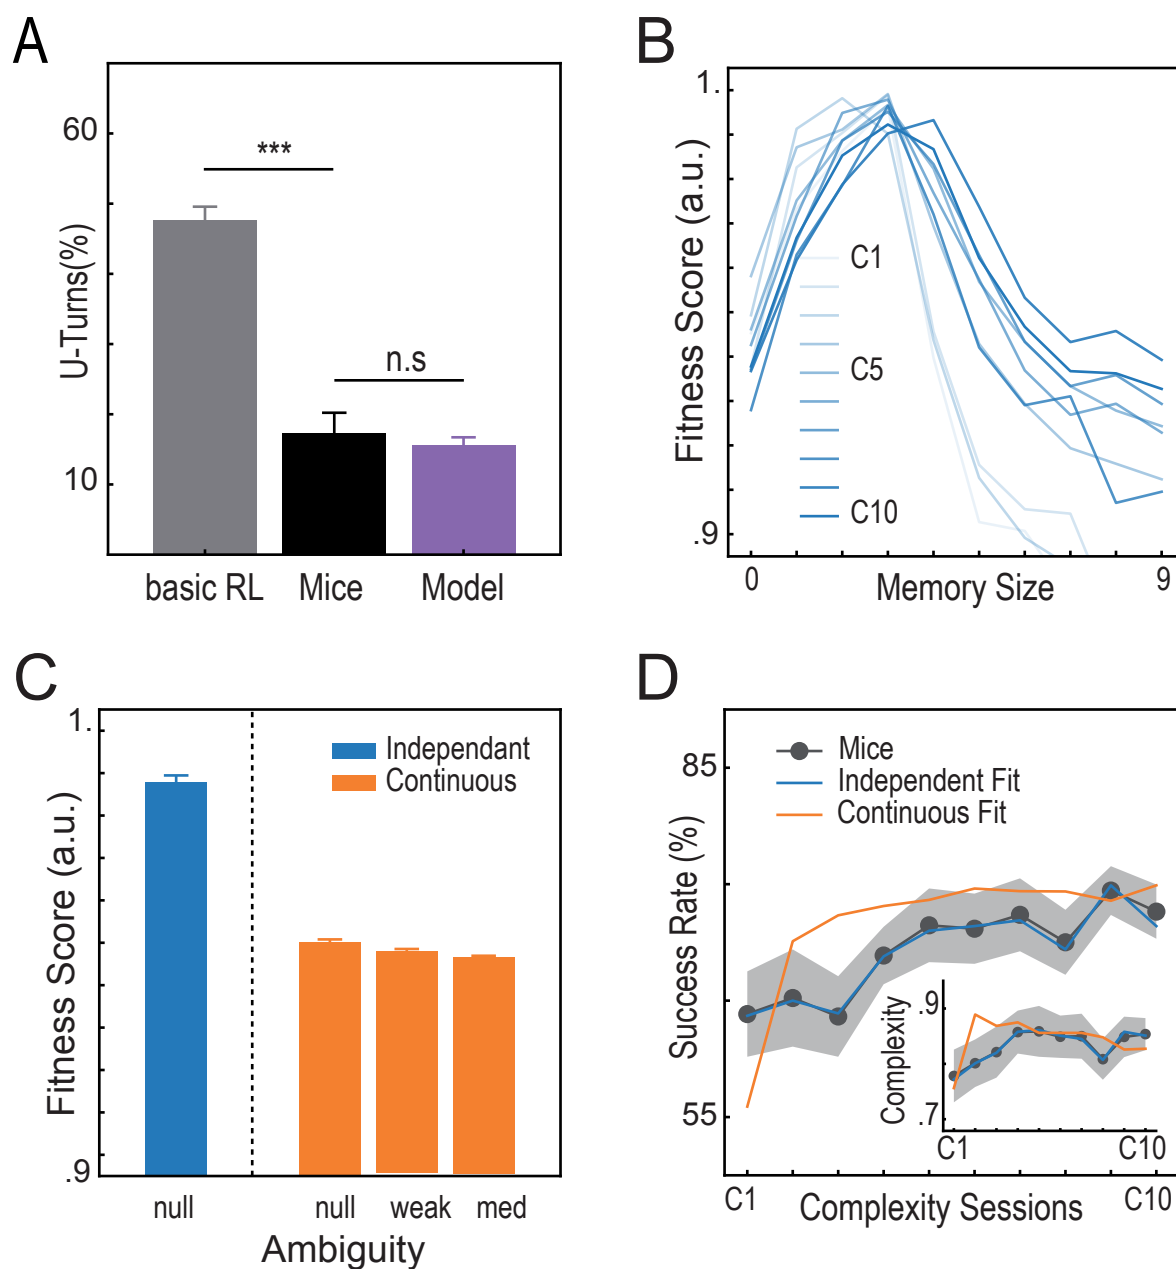 A
60
10
U-Turns(%)
***
n.s
basic RL
Mice
Model
B
1.
.9
Fitness Score (a.u.)
C1
C5
C10
0
9
Memory Size
C
1.
.9
Fitness Score (a.u.)
Independant
Continuous
null
null
weak
med
Ambiguity
D
85
55
Success Rate (%)
Mice
Independent Fit
Continuous Fit
.9
.7
Complexity
C1
C10
C1
C10
Complexity Sessions